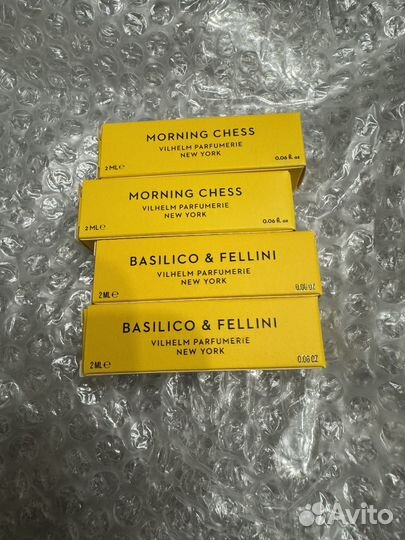 MORNING CHESS
VILHELM PARFUMERIE
NEW YORK
2 ML℮ 0.06 fl. oz
MORNING CHESS
VILHELM PARFUMERIE
NEW YORK
2 ML℮ 0.06 fl. oz
BASILICO & FELLINI
VILHELM PARFUMERIE
NEW YORK
2 ML℮ 0.06 OZ
BASILICO & FELLINI
VILHELM PARFUMERIE
NEW YORK
2 ML℮ 0.06 OZ
Avito